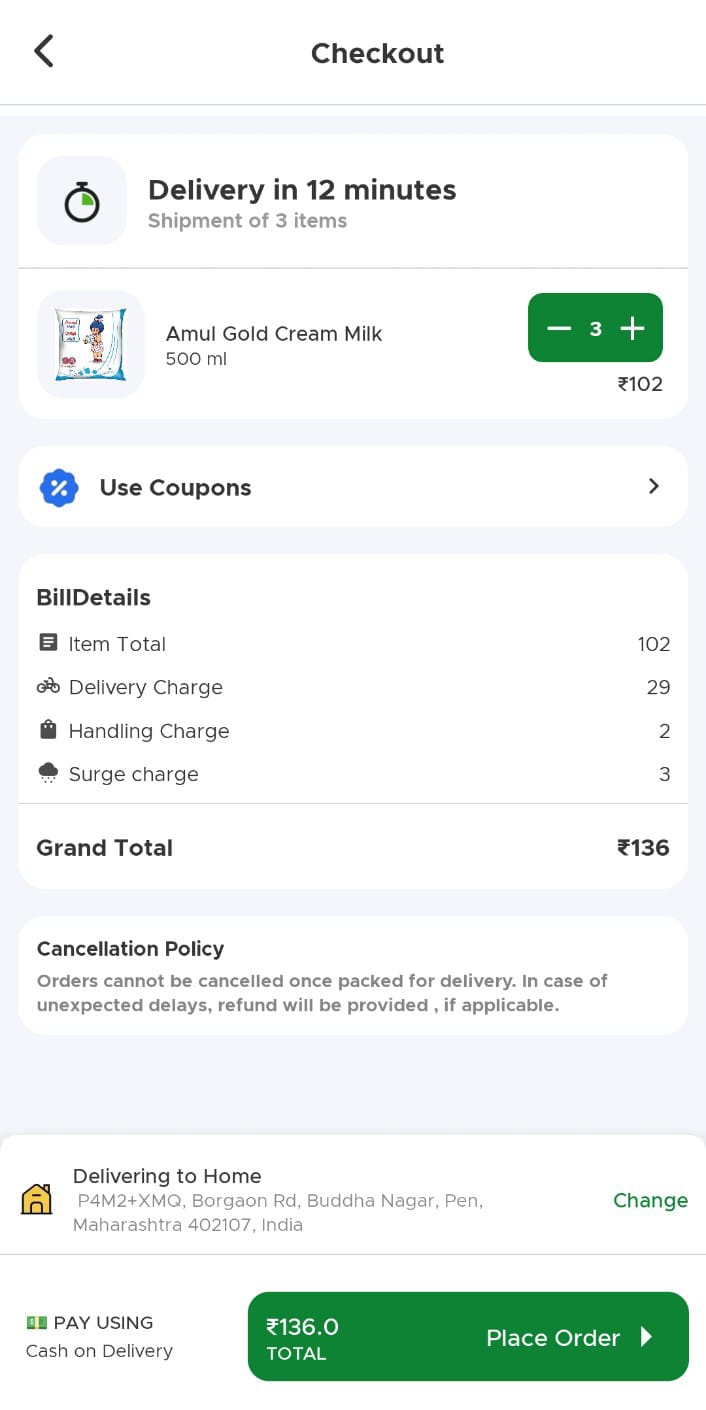 Checkout
Delivery in 12 minutes
Shipment of 3 items
Amul Gold Cream Milk
500 ml
3
₹102
Use Coupons
BillDetails
Item Total 102
Delivery Charge 29
Handling Charge 2
Surge charge 3
Grand Total ₹136
Cancellation Policy
Orders cannot be cancelled once packed for delivery. In case of
unexpected delays, refund will be provided , if applicable.
Delivering to Home
P4M2+XMQ, Borgaon Rd, Buddha Nagar, Pen,
Maharashtra 402107, India
Change
PAY USING
Cash on Delivery
₹136.0
TOTAL
Place Order